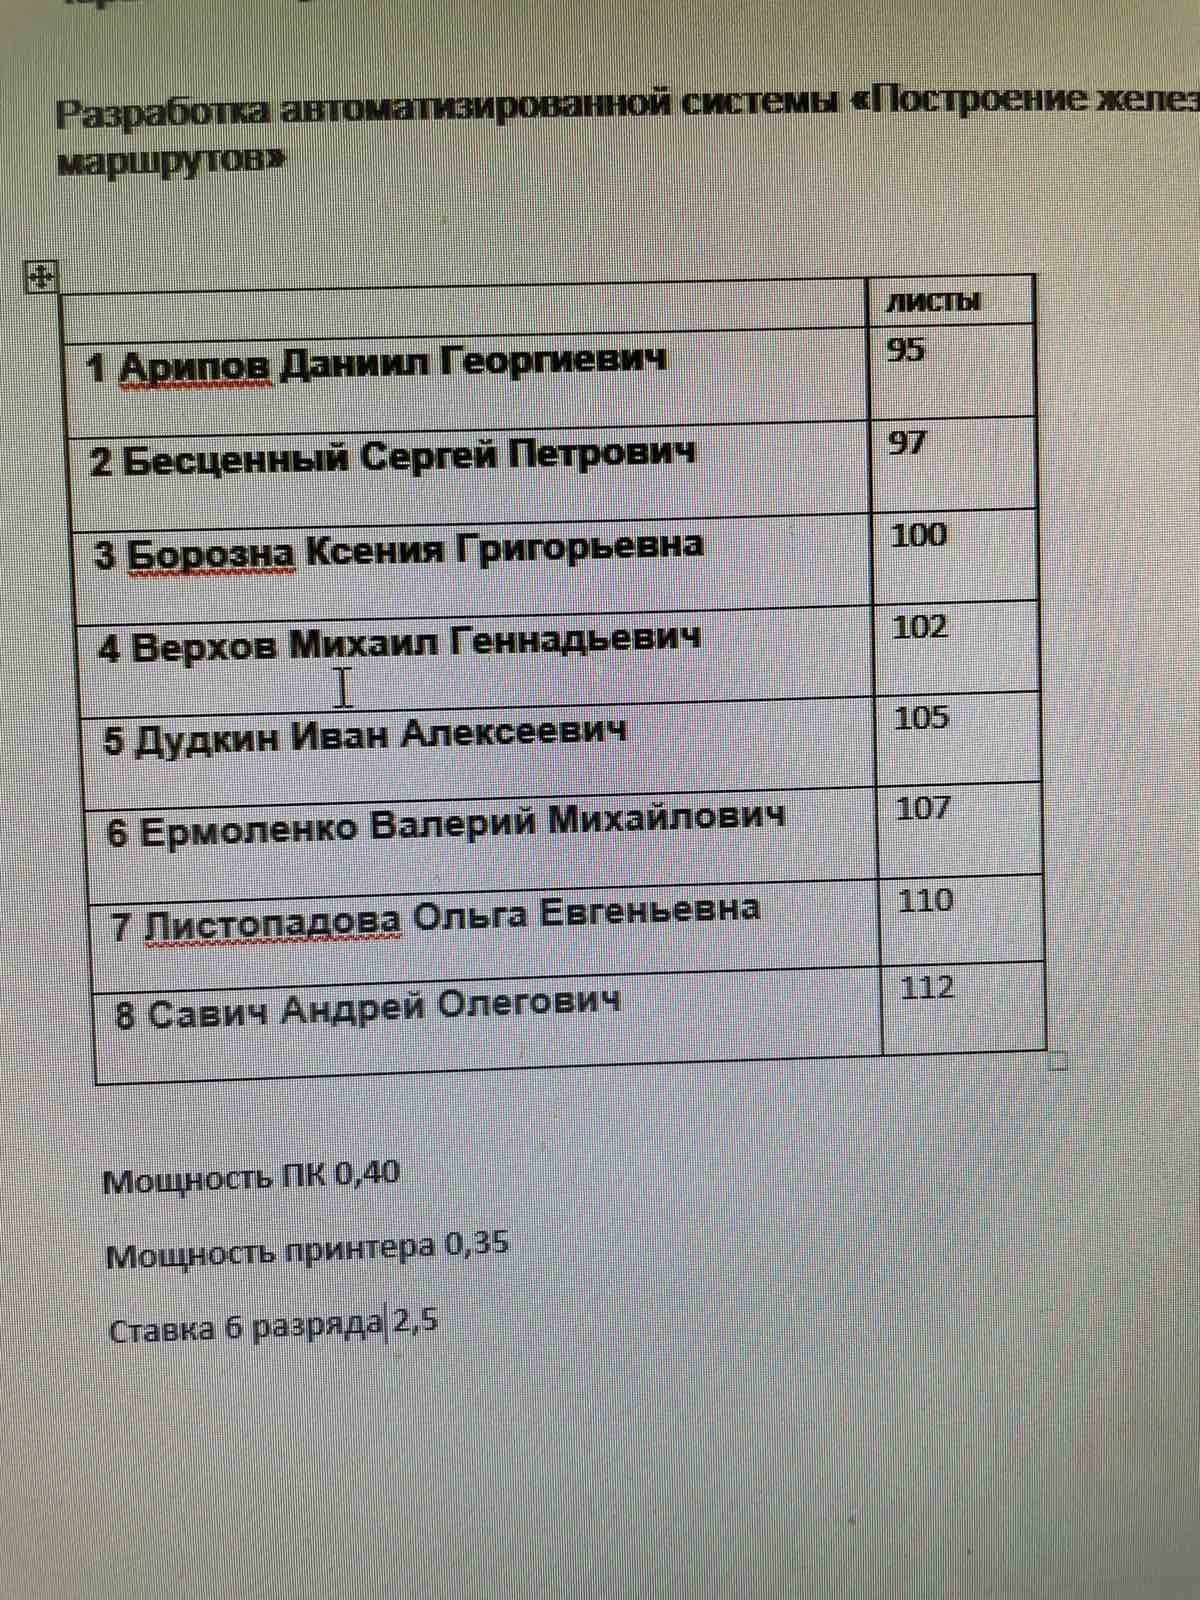 Разработка автоматизированной системы «Построение желез
маршрутов»
листы
1 Арипов Даниил Георгиевич 95
2 Бесценный Сергей Петрович 97
3 Борозна Ксения Григорьевна 100
4 Верхов Михаил Геннадьевич 102
5 Дудкин Иван Алексеевич 105
6 Ермоленко Валерий Михайлович 107
7 Листопадова Ольга Евгеньевна 110
8 Савич Андрей Олегович 112
Мощность ПК 0,40
Мощность принтера 0,35
Ставка 6 разряда 2,5